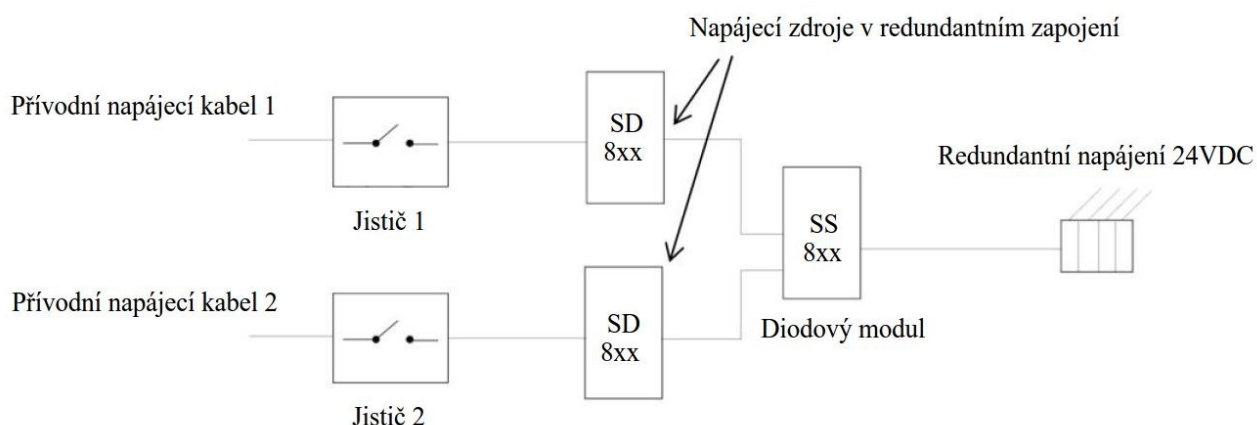 Napájecí zdroje v redundantním zapojení
Přívodní napájecí kabel 1
SD
8xx
Redundantní napájení 24VDC
Jistič 1
SS
8xx
Přívodní napájecí kabel 2
SD
8xx
Diodový modul
Jistič 2